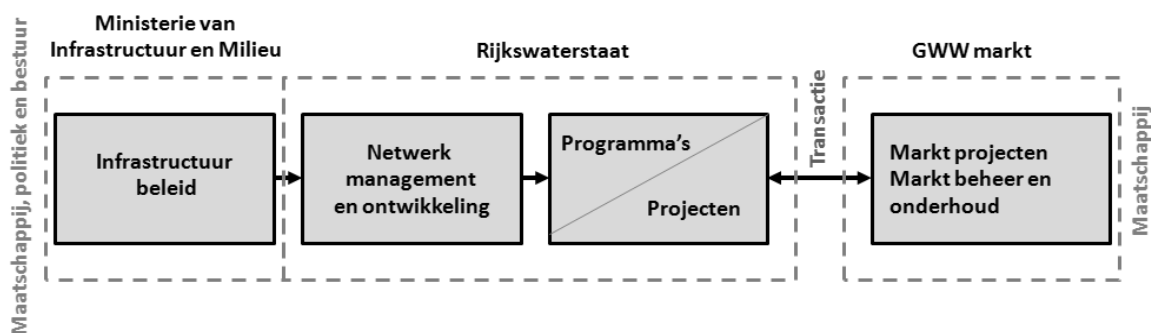 Ministerie van
Infrastructuur en Milieu
Rijkswaterstaat
GWW markt
Maatschappij, politiek en bestuur
Infrastructuur
beleid
Netwerk
management
en ontwikkeling
Programma's
Projecten
Transactie
Markt projecten
Markt beheer en
onderhoud
Maatschappij